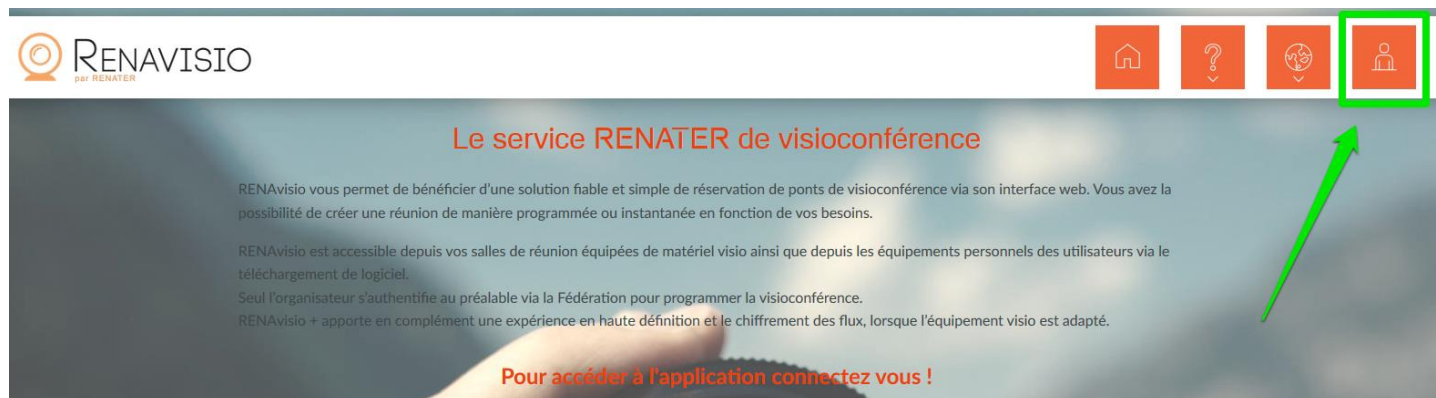 RENAVISIO
par RENATER
Le service RENATER de visioconférence
RENAvisio vous permet de bénéficier d'une solution fiable et simple de réservation de ponts de visioconférence via son interface web. Vous avez la
possibilité de créer une réunion de manière programmée ou instantanée en fonction de vos besoins.
RENAvisio est accessible depuis vos salles de réunion équipées de matériel visio ainsi que depuis les équipements personnels des utilisateurs via le
téléchargement de logiciel.
Seul l'organisateur s'authentifie au préalable via la Fédération pour programmer la visioconférence.
RENAvisio + apporte en complément une expérience en haute définition et le chiffrement des flux, lorsque l'équipement visio est adapté.
Pour accéder à l'application connectez vous !